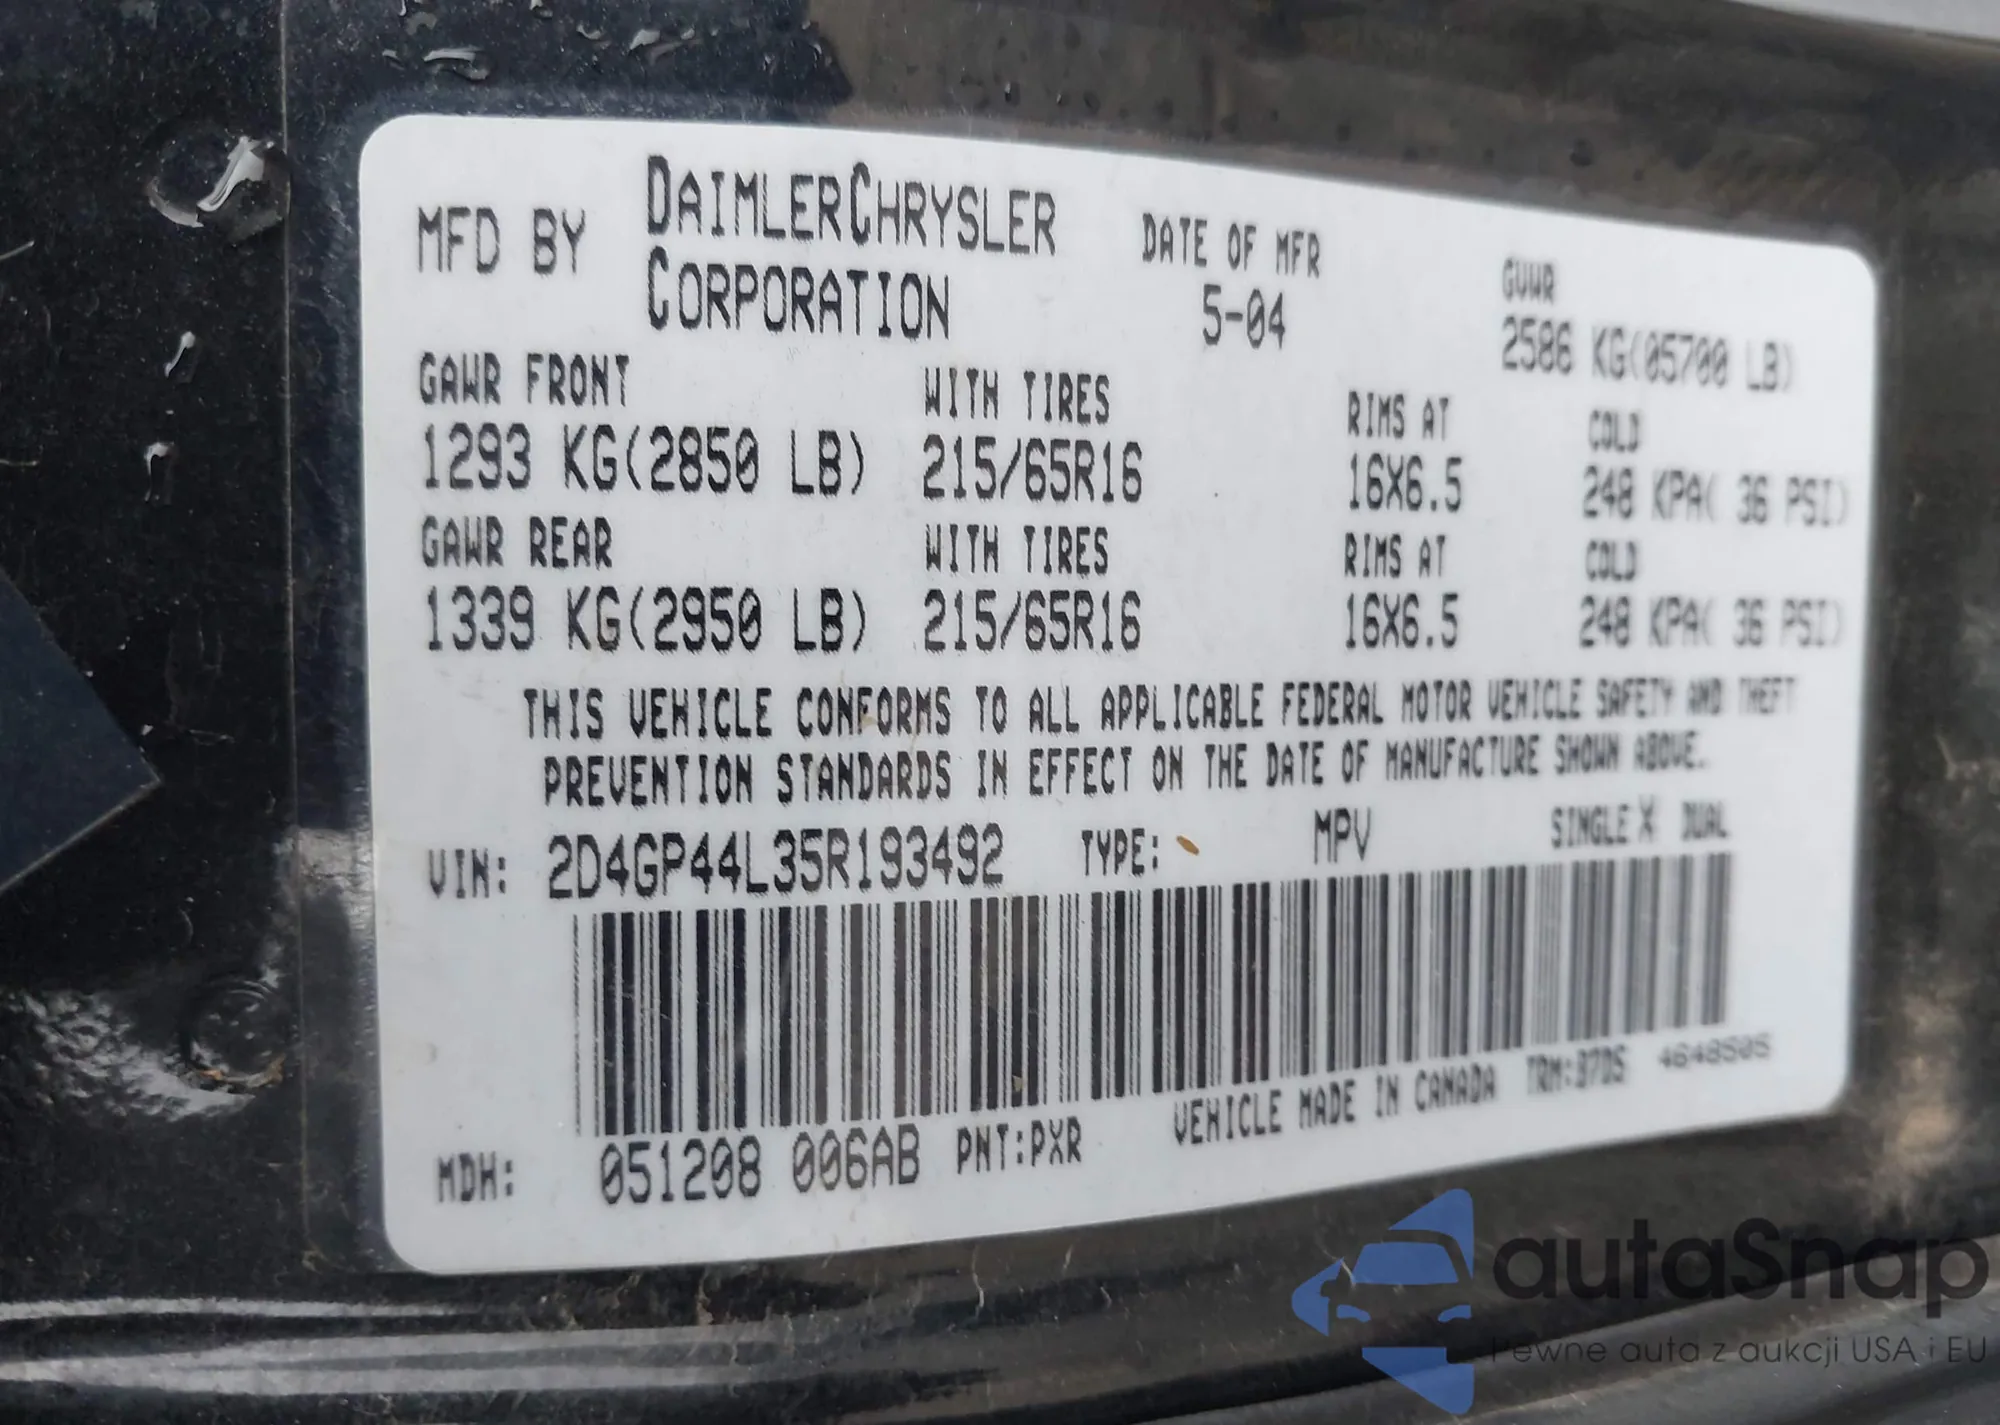 MFD BY DAIMLERCHRYSLER CORPORATION DATE OF MFR 5-04 GVWR 2586 KG(05700 LB)
GAWR FRONT WITH TIRES RIMS AT COLD
1293 KG(2850 LB) 215/65R16 16X6.5 248 KPA( 36 PSI)
GAWR REAR WITH TIRES RIMS AT COLD
1339 KG(2950 LB) 215/65R16 16X6.5 248 KPA( 36 PSI)
THIS VEHICLE CONFORMS TO ALL APPLICABLE FEDERAL MOTOR VEHICLE SAFETY AND THEFT
PREVENTION STANDARDS IN EFFECT ON THE DATE OF MANUFACTURE SHOWN ABOVE.
VIN: 2D4GP44L35R193492 TYPE: MPV SINGLE X DUAL
MDH: 051208 006AB PNT:PXR VEHICLE MADE IN CANADA TRM:B7DS 4648505
autoSnap
Pewne auta z aukcji USA i EU